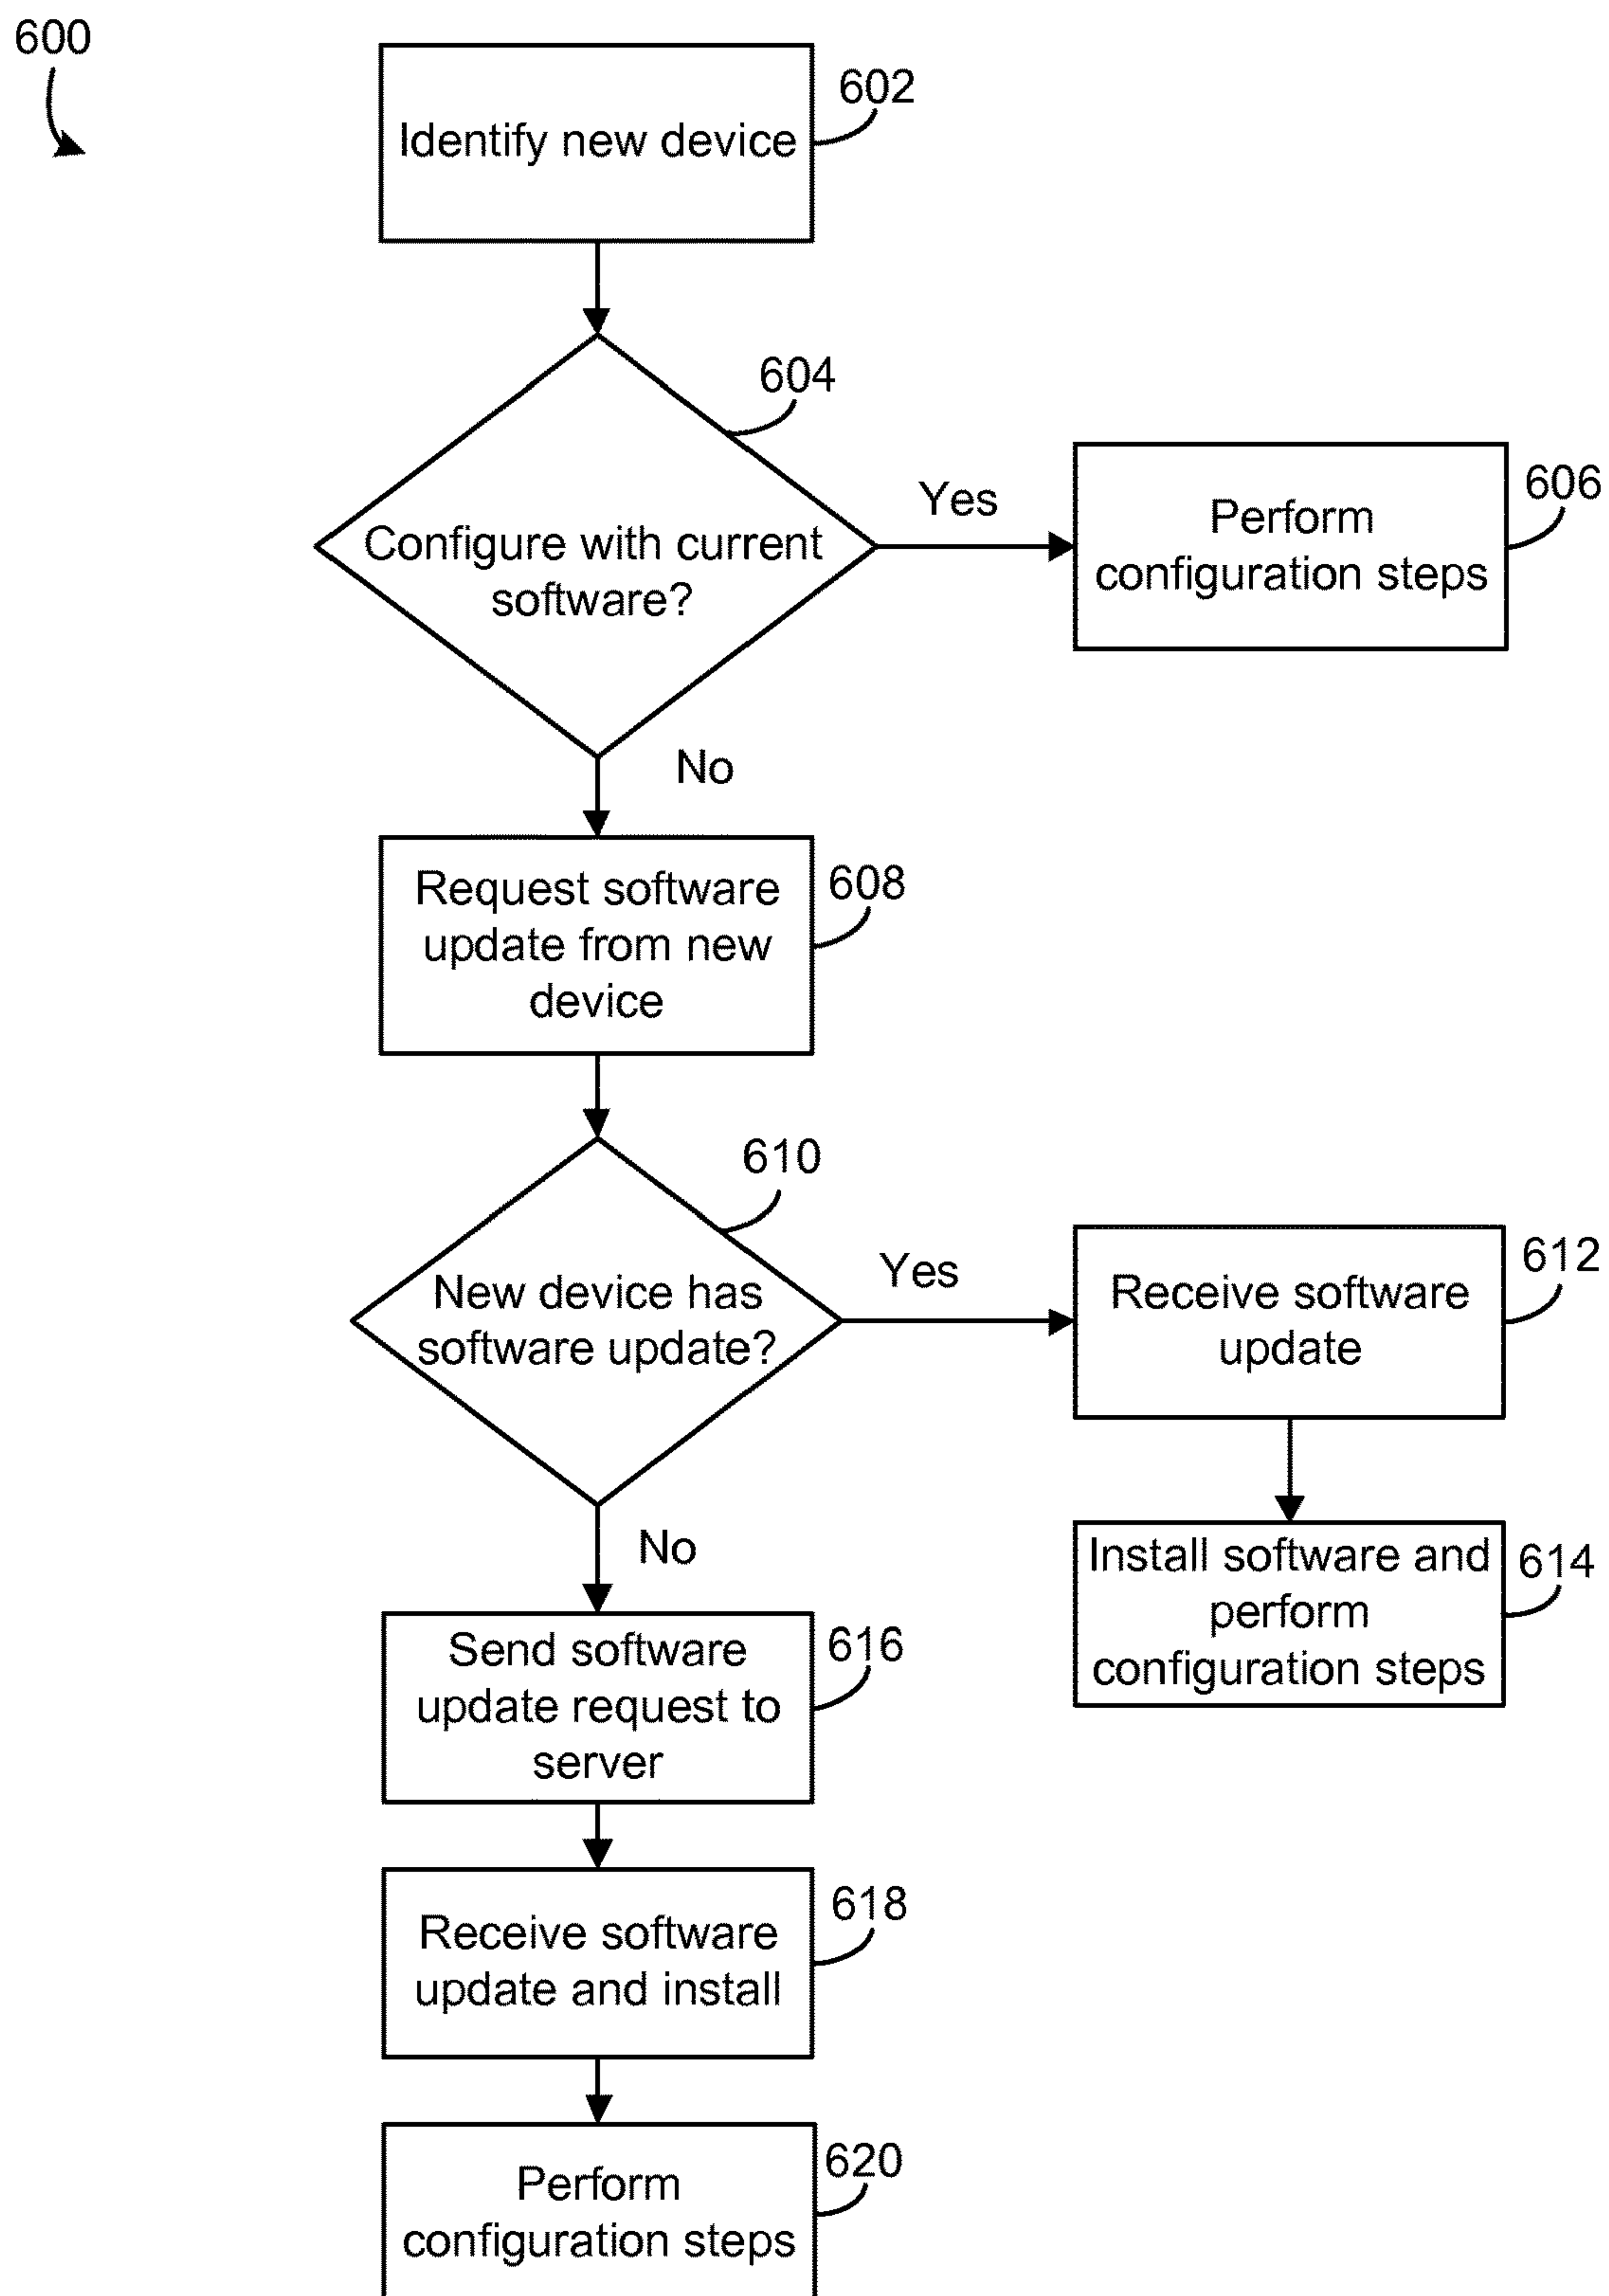 600
602
Identify new device
604
Configure with current
software?
Yes
606
Perform
configuration steps
No
608
Request software
update from new
device
610
New device has
software update?
Yes
612
Receive software
update
614
Install software and
perform
configuration steps
No
616
Send software
update request to
server
618
Receive software
update and install
620
Perform
configuration steps